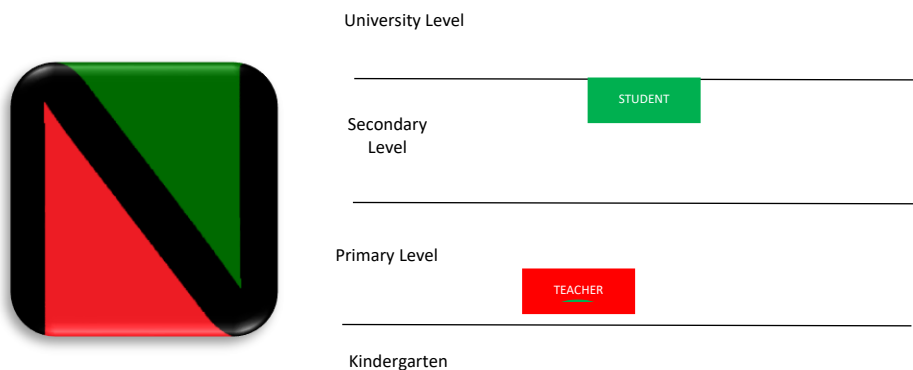 University Level
STUDENT
Secondary
Level
Primary Level
TEACHER
Kindergarten